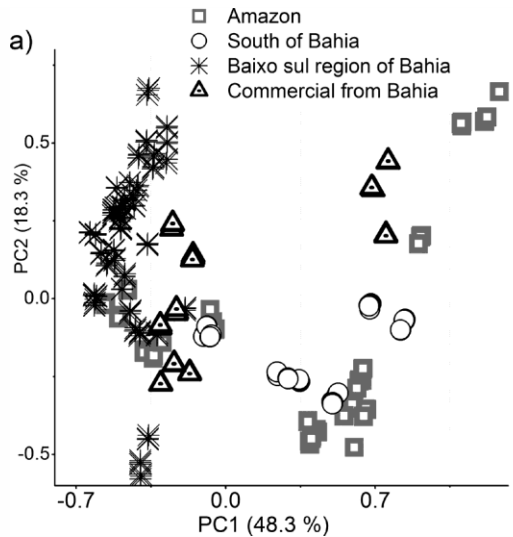 a)
Amazon
South of Bahia
Baixo sul region of Bahia
Commercial from Bahia
0.5
0.0
-0.5
PC2 (18.3 %)
-0.7
0.0
0.7
PC1 (48.3 %)